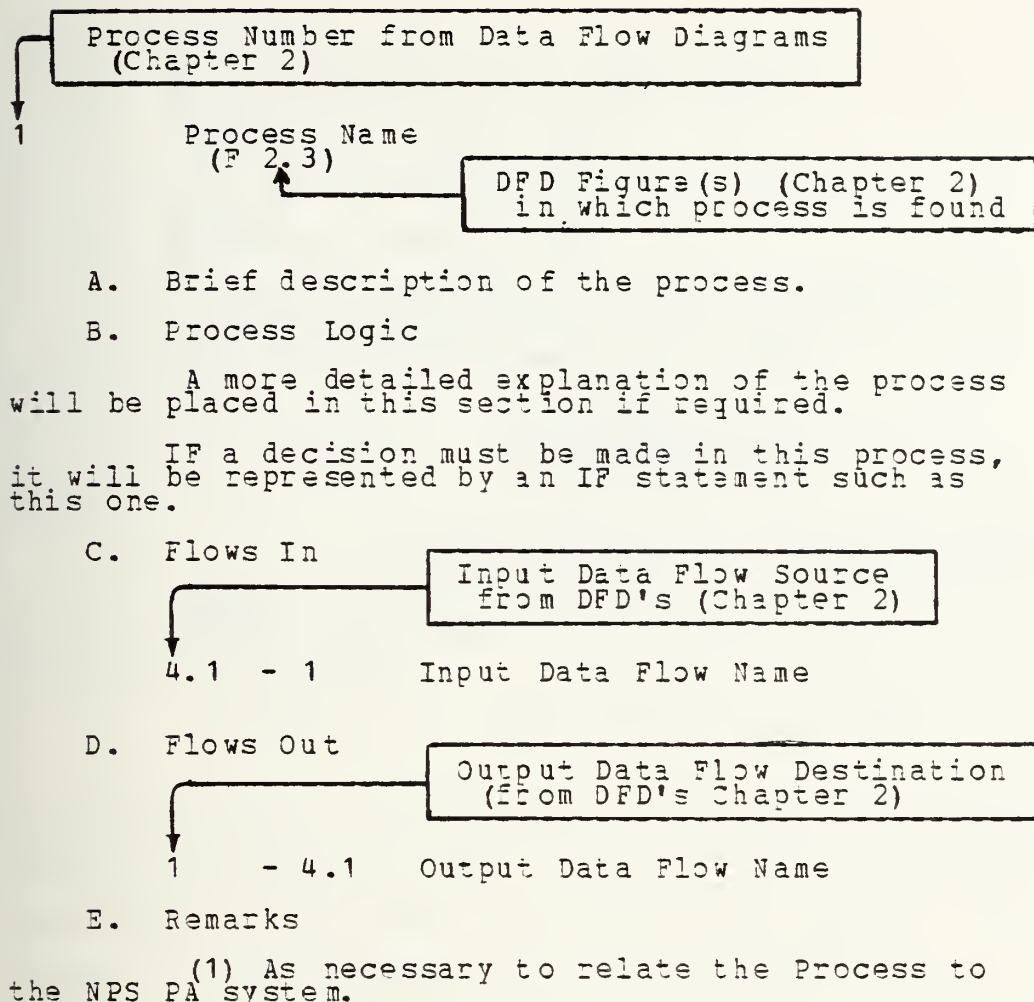 Process Number from Data Flow Diagrams
(Chapter 2)
1
Process Name
(F 2.3)
DFD Figure(s) (Chapter 2)
in which process is found
A. Brief description of the process.
B. Process Logic
A more detailed explanation of the process
will be placed in this section if required.
IF a decision must be made in this process,
it will be represented by an IF statement such as
this one.
C. Flows In
Input Data Flow Source
from DFD's (Chapter 2)
4.1 - 1 Input Data Flow Name
D. Flows Out
Output Data Flow Destination
(from DFD's Chapter 2)
1 - 4.1 Output Data Flow Name
E. Remarks
(1) As necessary to relate the Process to
the NPS PA system.